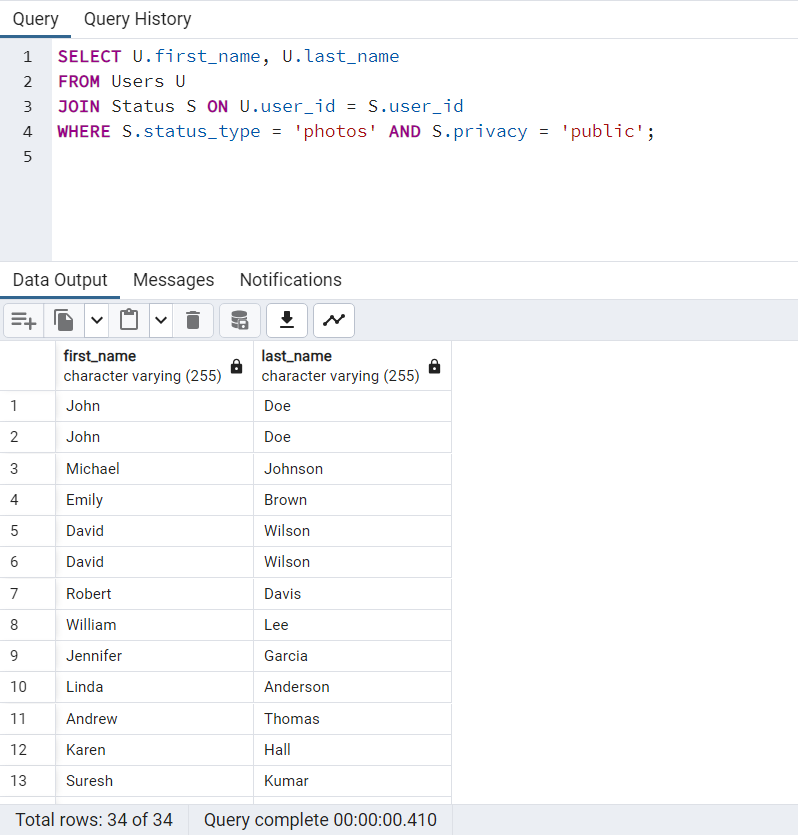 Query Query History
1 SELECT U.first_name, U.last_name
2 FROM Users U
3 JOIN Status S ON U.user_id = S.user_id
4 WHERE S.status_type = 'photos' AND S.privacy = 'public';
5
Data Output Messages Notifications
first_name last_name
character varying (255) character varying (255)
1 John Doe
2 John Doe
3 Michael Johnson
4 Emily Brown
5 David Wilson
6 David Wilson
7 Robert Davis
8 William Lee
9 Jennifer Garcia
10 Linda Anderson
11 Andrew Thomas
12 Karen Hall
13 Suresh Kumar
Total rows: 34 of 34 Query complete 00:00:00.410